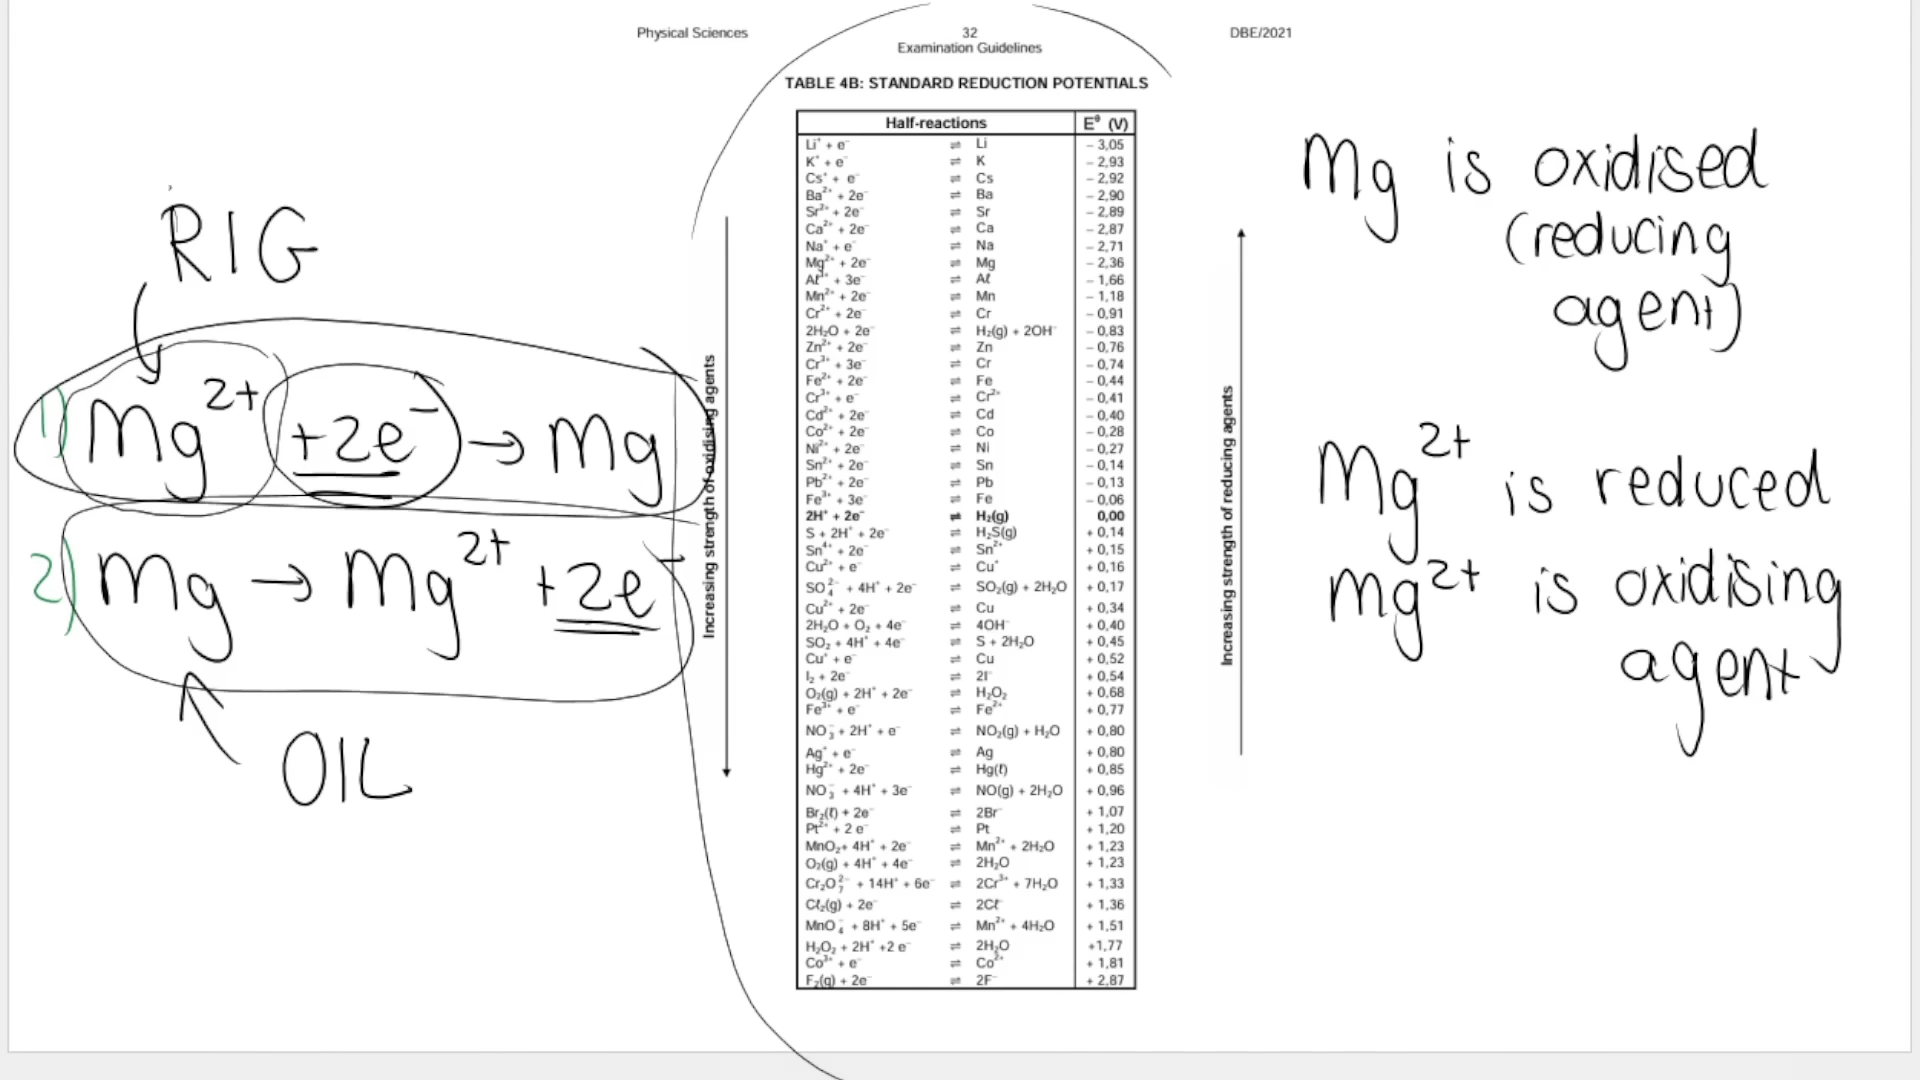 Physical Sciences 32 DBE/2021
Examination Guidelines
TABLE 4B: STANDARD REDUCTION POTENTIALS
Half-reactions E^θ (V)
Li⁺ + e⁻ ⇌ Li – 3,05
K⁺ + e⁻ ⇌ K – 2,93
Cs⁺ + e⁻ ⇌ Cs – 2,92
Ba²⁺ + 2e⁻ ⇌ Ba – 2,90
Sr²⁺ + 2e⁻ ⇌ Sr – 2,89
Ca²⁺ + 2e⁻ ⇌ Ca – 2,87
Na⁺ + e⁻ ⇌ Na – 2,71
Mg²⁺ + 2e⁻ ⇌ Mg – 2,36
Aℓ³⁺ + 3e⁻ ⇌ Aℓ – 1,66
Mn²⁺ + 2e⁻ ⇌ Mn – 1,18
Cr²⁺ + 2e⁻ ⇌ Cr – 0,91
2H₂O + 2e⁻ ⇌ H₂(g) + 2OH⁻ – 0,83
Zn²⁺ + 2e⁻ ⇌ Zn – 0,76
Cr³⁺ + 3e⁻ ⇌ Cr – 0,74
Fe²⁺ + 2e⁻ ⇌ Fe – 0,44
Cr³⁺ + e⁻ ⇌ Cr²⁺ – 0,41
Cd²⁺ + 2e⁻ ⇌ Cd – 0,40
Co²⁺ + 2e⁻ ⇌ Co – 0,28
Ni²⁺ + 2e⁻ ⇌ Ni – 0,27
Sn²⁺ + 2e⁻ ⇌ Sn – 0,14
Pb²⁺ + 2e⁻ ⇌ Pb – 0,13
Fe³⁺ + 3e⁻ ⇌ Fe – 0,06
2H⁺ + 2e⁻ ⇌ H₂(g) 0,00
S + 2H⁺ + 2e⁻ ⇌ H₂S(g) + 0,14
Sn⁴⁺ + 2e⁻ ⇌ Sn²⁺ + 0,15
Cu²⁺ + e⁻ ⇌ Cu⁺ + 0,16
SO₄²⁻ + 4H⁺ + 2e⁻ ⇌ SO₂(g) + 2H₂O + 0,17
Cu²⁺ + 2e⁻ ⇌ Cu + 0,34
2H₂O + O₂ + 4e⁻ ⇌ 4OH⁻ + 0,40
SO₂ + 4H⁺ + 4e⁻ ⇌ S + 2H₂O + 0,45
Cu⁺ + e⁻ ⇌ Cu + 0,52
I₂ + 2e⁻ ⇌ 2I⁻ + 0,54
O₂(g) + 2H⁺ + 2e⁻ ⇌ H₂O₂ + 0,68
Fe³⁺ + e⁻ ⇌ Fe²⁺ + 0,77
NO₃⁻ + 2H⁺ + e⁻ ⇌ NO₂(g) + H₂O + 0,80
Ag⁺ + e⁻ ⇌ Ag + 0,80
Hg²⁺ + 2e⁻ ⇌ Hg(ℓ) + 0,85
NO₃⁻ + 4H⁺ + 3e⁻ ⇌ NO(g) + 2H₂O + 0,96
Br₂(ℓ) + 2e⁻ ⇌ 2Br⁻ + 1,07
Pt²⁺ + 2 e⁻ ⇌ Pt + 1,20
MnO₂+ 4H⁺ + 2e⁻ ⇌ Mn²⁺ + 2H₂O + 1,23
O₂(g) + 4H⁺ + 4e⁻ ⇌ 2H₂O + 1,23
Cr₂O₇²⁻ + 14H⁺ + 6e⁻ ⇌ 2Cr³⁺ + 7H₂O + 1,33
Cℓ₂(g) + 2e⁻ ⇌ 2Cℓ⁻ + 1,36
MnO₄⁻ + 8H⁺ + 5e⁻ ⇌ Mn²⁺ + 4H₂O + 1,51
H₂O₂ + 2H⁺ +2 e⁻ ⇌ 2H₂O +1,77
Co³⁺ + e⁻ ⇌ Co²⁺ + 1,81
F₂(g) + 2e⁻ ⇌ 2F⁻ + 2,87
Increasing strength of oxidising agents
Increasing strength of reducing agents
RIG
1) Mg²⁺ +2e⁻ → Mg
2) Mg → Mg²⁺ +2e⁻
OIL
Mg is oxidised
(reducing
agent)
Mg²⁺ is reduced
Mg²⁺ is oxidising
agent